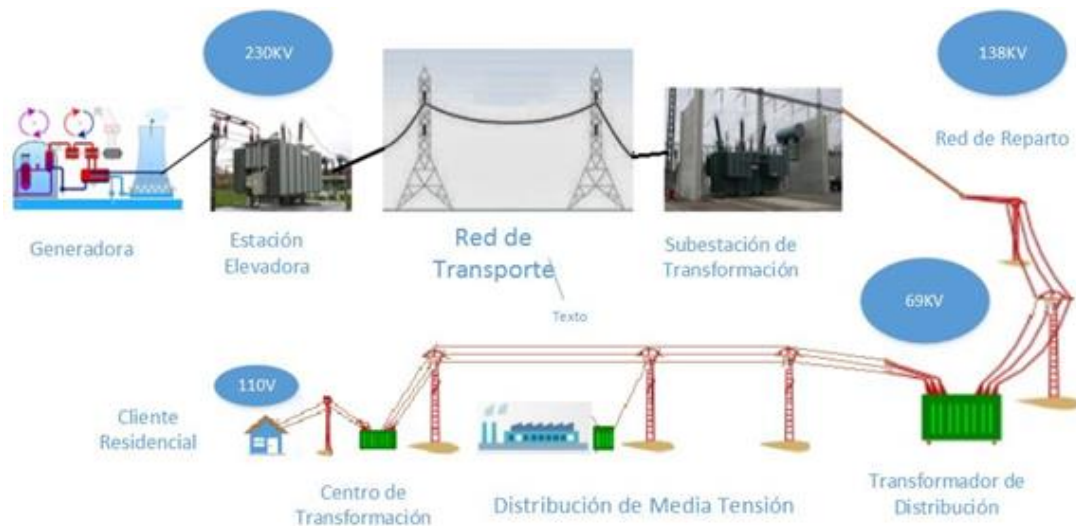 230KV
138KV
Red de Reparto
Generadora
Estación
Elevadora
Red de
Transporte
Subestación de
Transformación
Texto
69KV
110V
Cliente
Residencial
Centro de
Transformación
Distribución de Media Tensión
Transformador de
Distribución